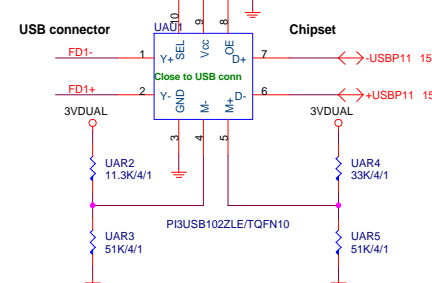 USB connector
UAU1
Chipset
10
9
8
SEL
Vcc
OE
FD1-
1
Y+
D+
7
-USBP11 15
Close to USB conn
FD1+
2
Y-
D-
6
+USBP11 15
GND
M-
M+
3VDUAL
3
4
5
3VDUAL
UAR2
11.3K/4/1
UAR4
33K/4/1
PI3USB102ZLE/TQFN10
UAR3
51K/4/1
UAR5
51K/4/1